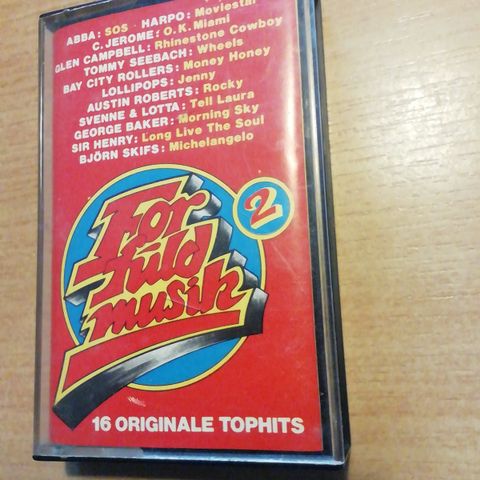 ABBA: SOS · HARPO: Moviestar
C. JEROME: O.K. Miami
GLEN CAMPBELL: Rhinestone Cowboy
TOMMY SEEBACH: Wheels
BAY CITY ROLLERS: Money Honey
LOLLIPOPS: Jenny
AUSTIN ROBERTS: Rocky
SVENNE & LOTTA: Tell Laura
GEORGE BAKER: Morning Sky
SIR HENRY: Long Live The Soul
BJÖRN SKIFS: Michelangelo
For
fuld
musik
2
16 ORIGINALE TOPHITS